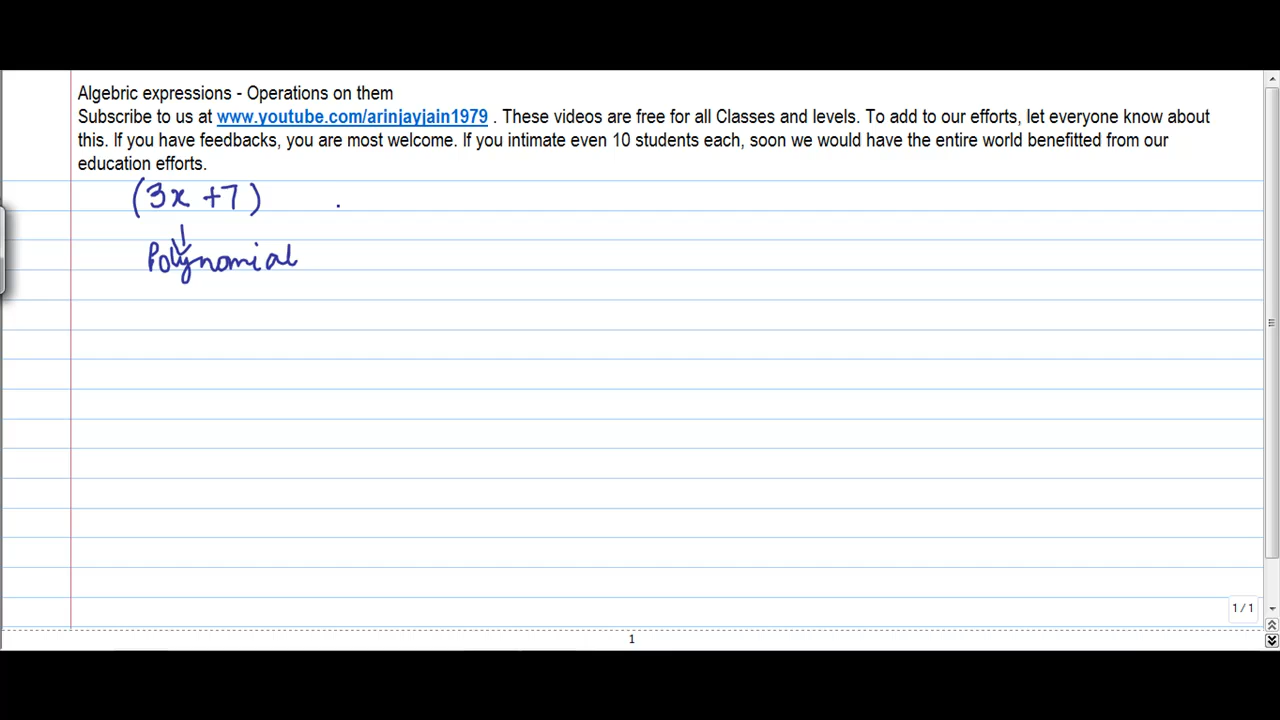 Algebric expressions - Operations on them
Subscribe to us at www.youtube.com/arinjayjain1979 . These videos are free for all Classes and levels. To add to our efforts, let everyone know about
this. If you have feedbacks, you are most welcome. If you intimate even 10 students each, soon we would have the entire world benefitted from our
education efforts.
(3x +7)
Polynomial
1 / 1
1